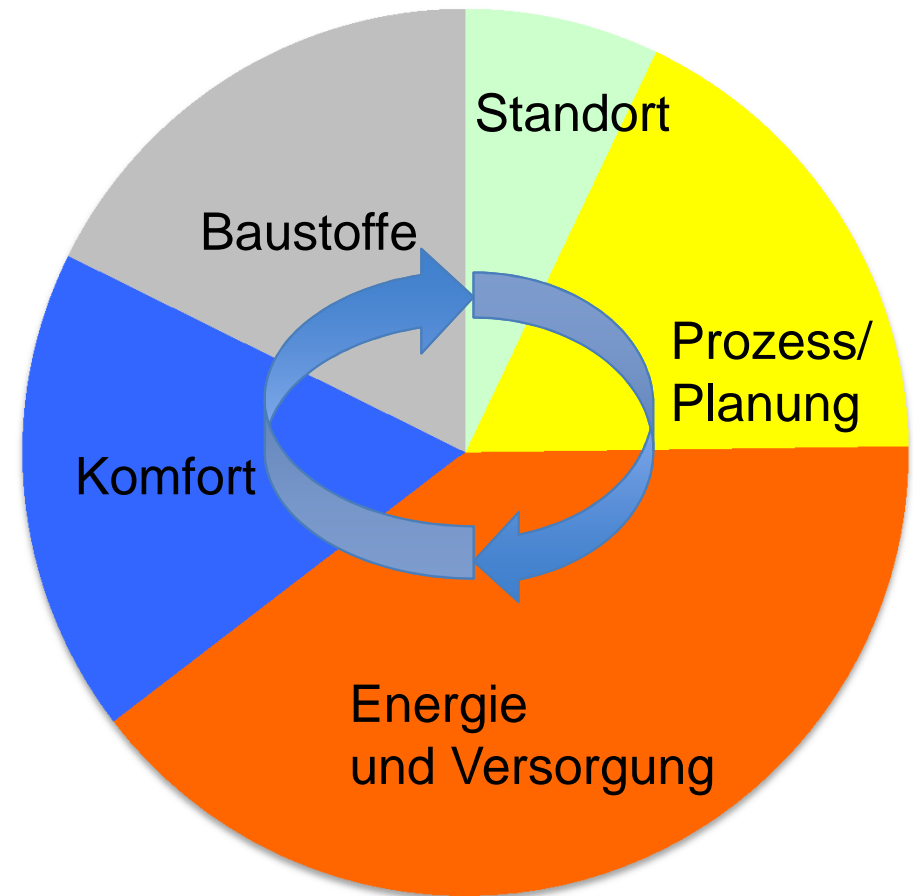 Standort
Baustoffe
Prozess/
Planung
Komfort
Energie
und Versorgung